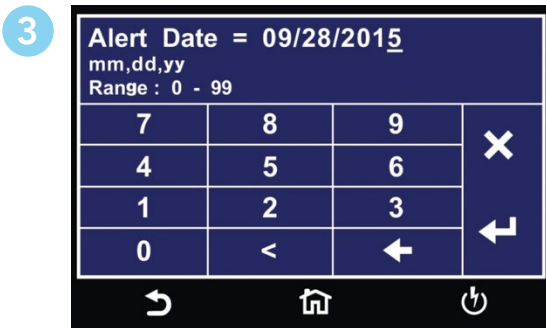 3
Alert Date = 09/28/2015
mm,dd,yy
Range : 0 - 99
7 8 9
4 5 6
1 2 3
0 <